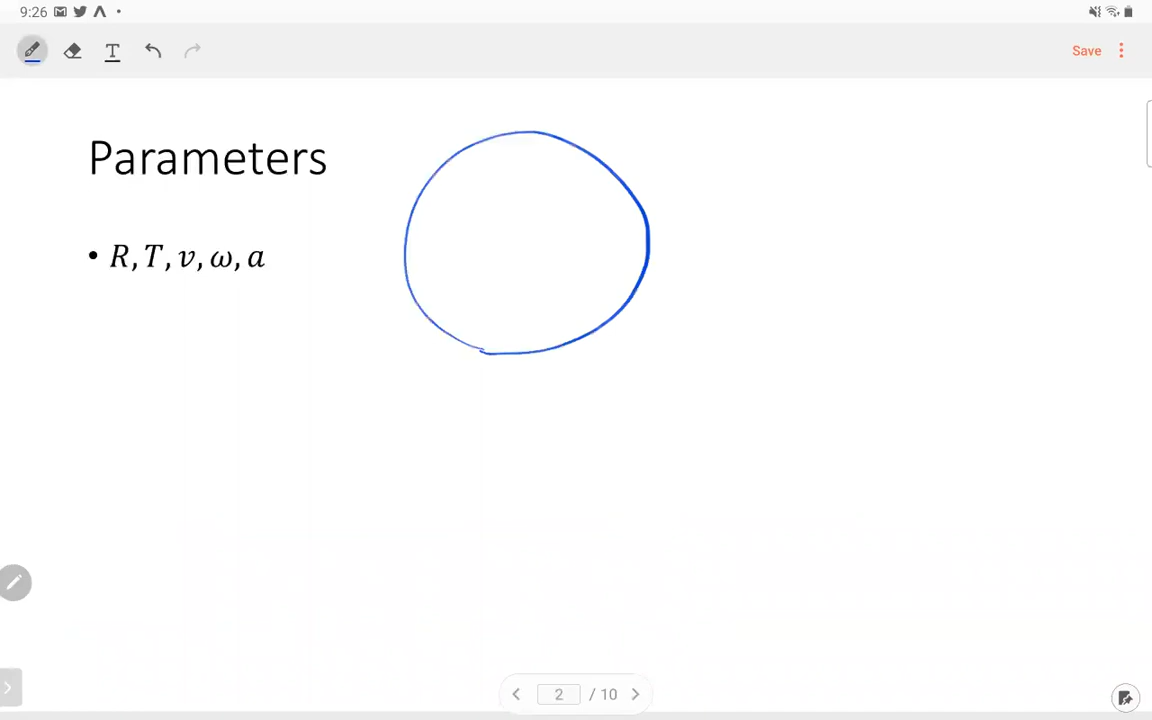 9:26
Save
Parameters
• R, T, v, ω, a
2 / 10